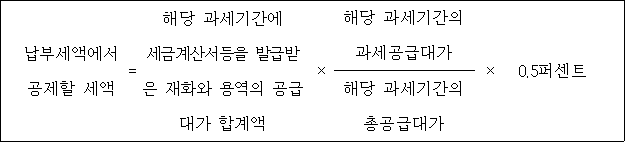 납부세액에서
공제할 세액
=
해당 과세기간에
세금계산서등을 발급받
은 재화와 용역의 공급
대가 합계액
×
해당 과세기간의
과세공급대가
해당 과세기간의
총공급대가
×
0.5퍼센트